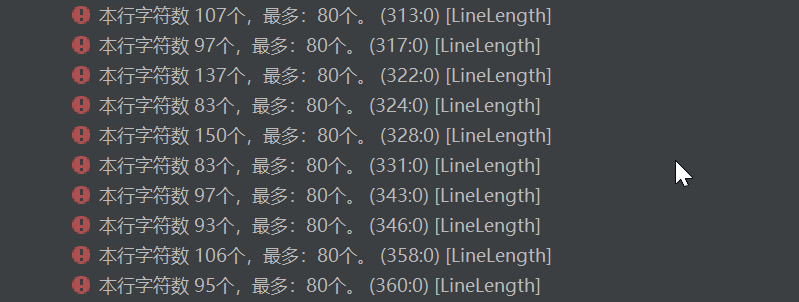 本行字符数 107个，最多：80个。 (313:0) [LineLength]
本行字符数 97个，最多：80个。 (317:0) [LineLength]
本行字符数 137个，最多：80个。 (322:0) [LineLength]
本行字符数 83个，最多：80个。 (324:0) [LineLength]
本行字符数 150个，最多：80个。 (328:0) [LineLength]
本行字符数 83个，最多：80个。 (331:0) [LineLength]
本行字符数 97个，最多：80个。 (343:0) [LineLength]
本行字符数 93个，最多：80个。 (346:0) [LineLength]
本行字符数 106个，最多：80个。 (358:0) [LineLength]
本行字符数 95个，最多：80个。 (360:0) [LineLength]